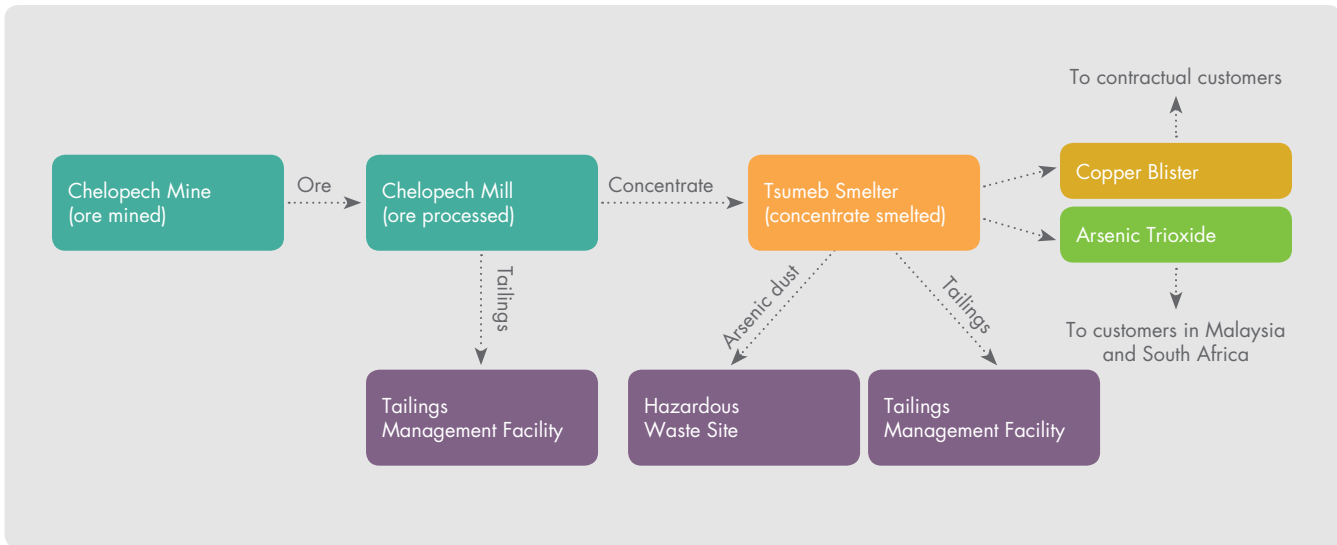 To contractual customers
Chelopech Mine
(ore mined)
Ore
Chelopech Mill
(ore processed)
Concentrate
Tsumeb Smelter
(concentrate smelted)
Copper Blister
Arsenic Trioxide
Tailings
Arsenic dust
Tailings
To customers in Malaysia
and South Africa
Tailings
Management Facility
Hazardous
Waste Site
Tailings
Management Facility